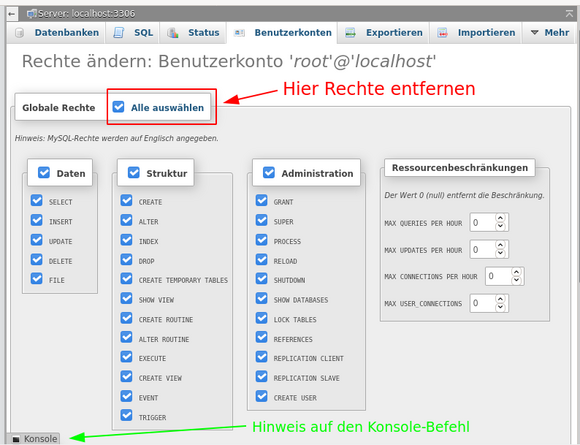 Server: localhost:3306
Datenbanken SQL Status Benutzerkonten Exportieren Importieren Mehr
Rechte ändern: Benutzerkonto 'root'@'localhost'
Hier Rechte entfernen
Globale Rechte Alle auswählen
Hinweis: MySQL-Rechte werden auf Englisch angegeben.
Daten
SELECT
INSERT
UPDATE
DELETE
FILE
Struktur
CREATE
ALTER
INDEX
DROP
CREATE TEMPORARY TABLES
SHOW VIEW
CREATE ROUTINE
ALTER ROUTINE
EXECUTE
CREATE VIEW
EVENT
TRIGGER
Administration
GRANT
SUPER
PROCESS
RELOAD
SHUTDOWN
SHOW DATABASES
LOCK TABLES
REFERENCES
REPLICATION CLIENT
REPLICATION SLAVE
CREATE USER
Ressourcenbeschränkungen
Der Wert 0 (null) entfernt die Beschränkung.
MAX QUERIES PER HOUR 0
MAX UPDATES PER HOUR 0
MAX CONNECTIONS PER HOUR 0
MAX USER_CONNECTIONS 0
Hinweis auf den Konsole-Befehl
Konsole